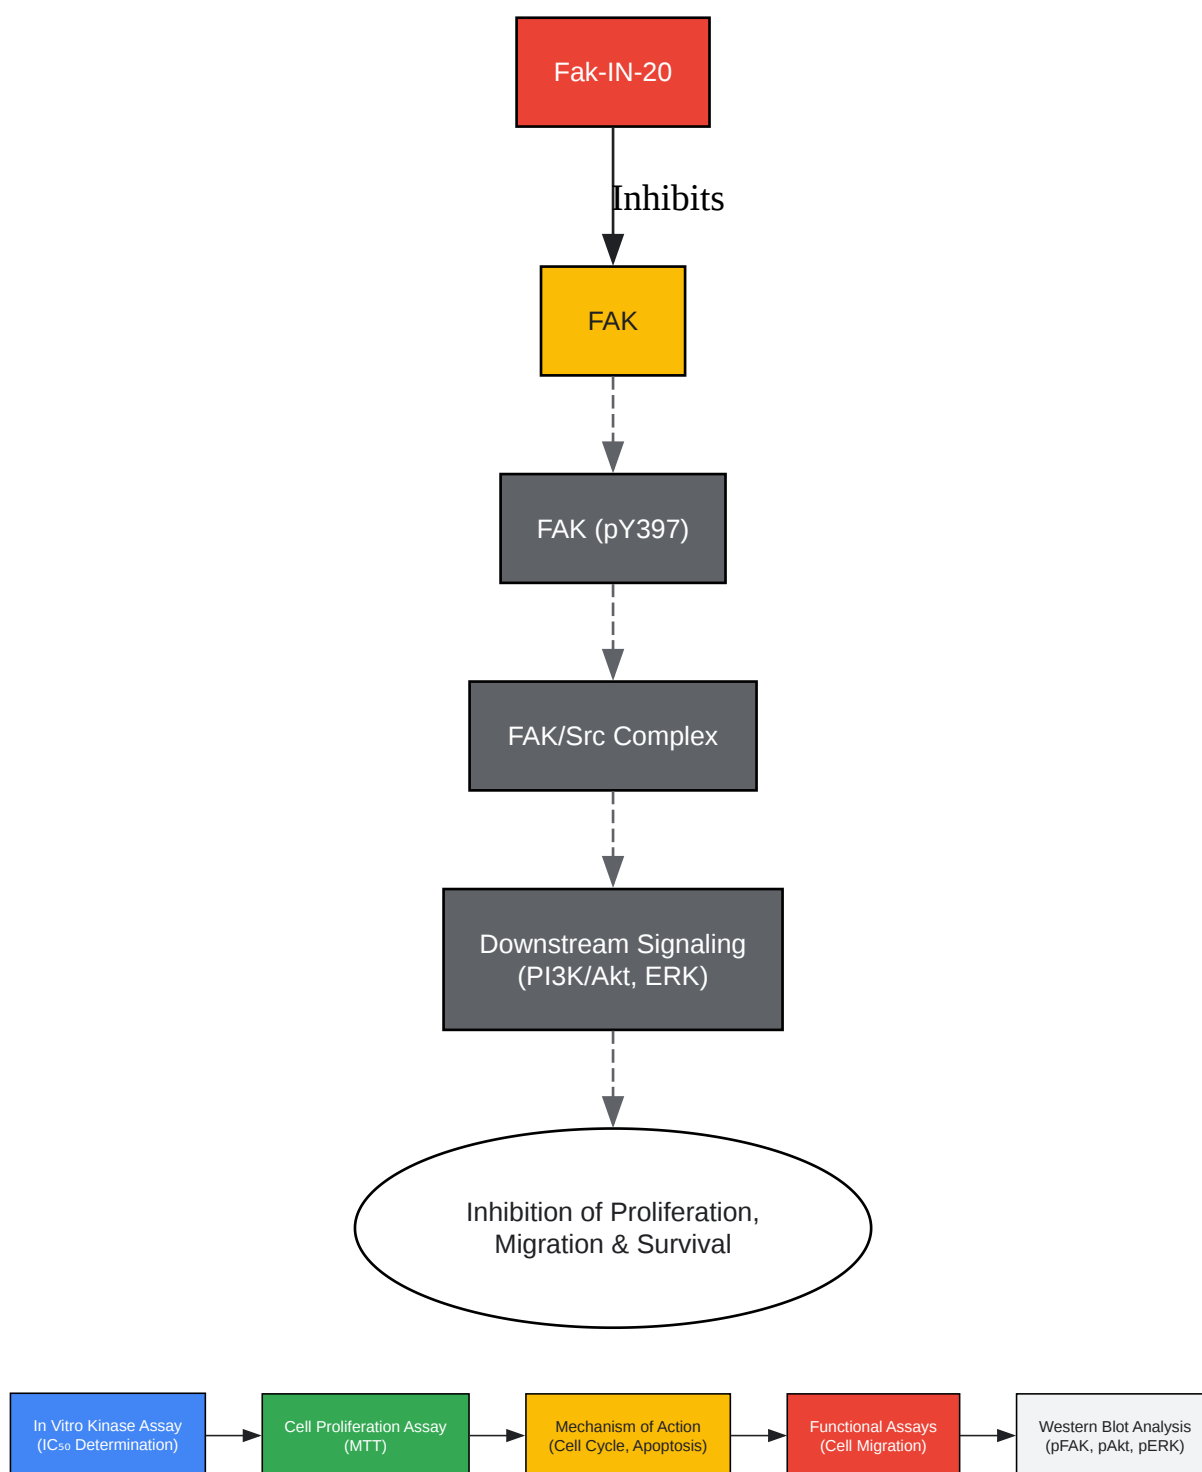 Fak-IN-20
Inhibits
FAK
FAK (pY397)
FAK/Src Complex
Downstream Signaling
(PI3K/Akt, ERK)
Inhibition of Proliferation,
Migration & Survival
In Vitro Kinase Assay
(IC₅₀ Determination)
Cell Proliferation Assay
(MTT)
Mechanism of Action
(Cell Cycle, Apoptosis)
Functional Assays
(Cell Migration)
Western Blot Analysis
(pFAK, pAkt, pERK)